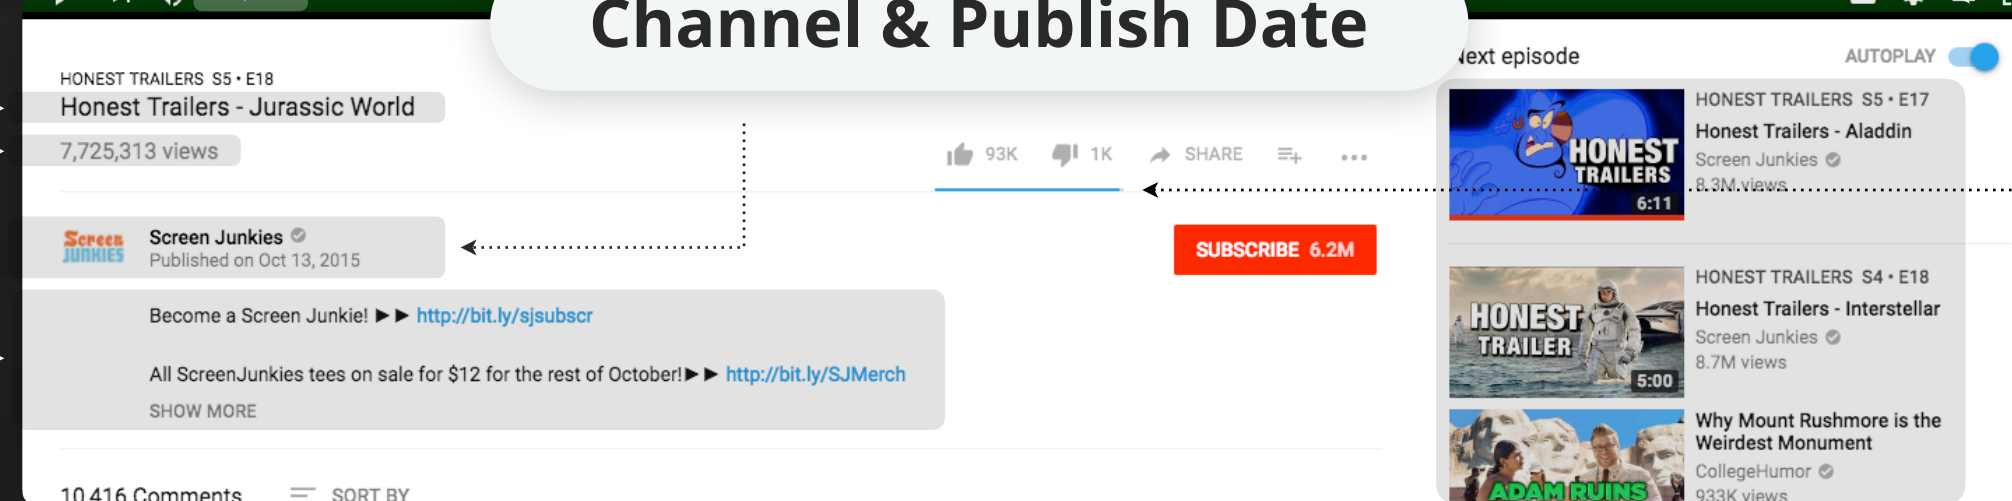 Channel & Publish Date
HONEST TRAILERS S5 • E18
Honest Trailers - Jurassic World
7,725,313 views
93K
1K
SHARE
Screen JUNKIES
Screen Junkies
Published on Oct 13, 2015
SUBSCRIBE 6.2M
Become a Screen Junkie! ►► http://bit.ly/sjsubscr
All ScreenJunkies tees on sale for $12 for the rest of October!►► http://bit.ly/SJMerch
SHOW MORE
10,416 Comments
SORT BY
Next episode
AUTOPLAY
HONEST
TRAILERS
6:11
HONEST TRAILERS S5 • E17
Honest Trailers - Aladdin
Screen Junkies
8.3M views
HONEST
TRAILER
5:00
HONEST TRAILERS S4 • E18
Honest Trailers - Interstellar
Screen Junkies
8.7M views
ADAM RUINS
Why Mount Rushmore is the
Weirdest Monument
CollegeHumor
933K views